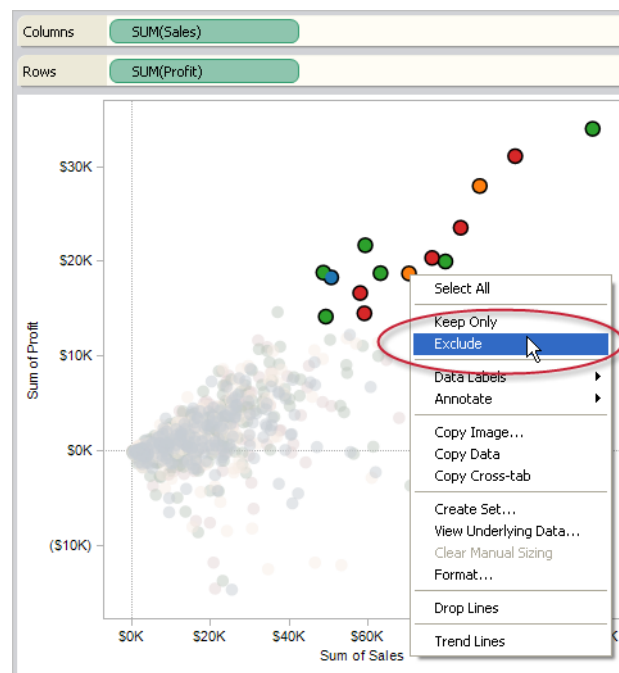 Columns SUM(Sales)
Rows SUM(Profit)
$30K
$20K
$10K
$0K
($10K)
Sum of Profit
Select All
Keep Only
Exclude
Data Labels
Annotate
Copy Image...
Copy Data
Copy Cross-tab
Create Set...
View Underlying Data...
Clear Manual Sizing
Format...
Drop Lines
Trend Lines
$0K $20K $40K $60K
Sum of Sales